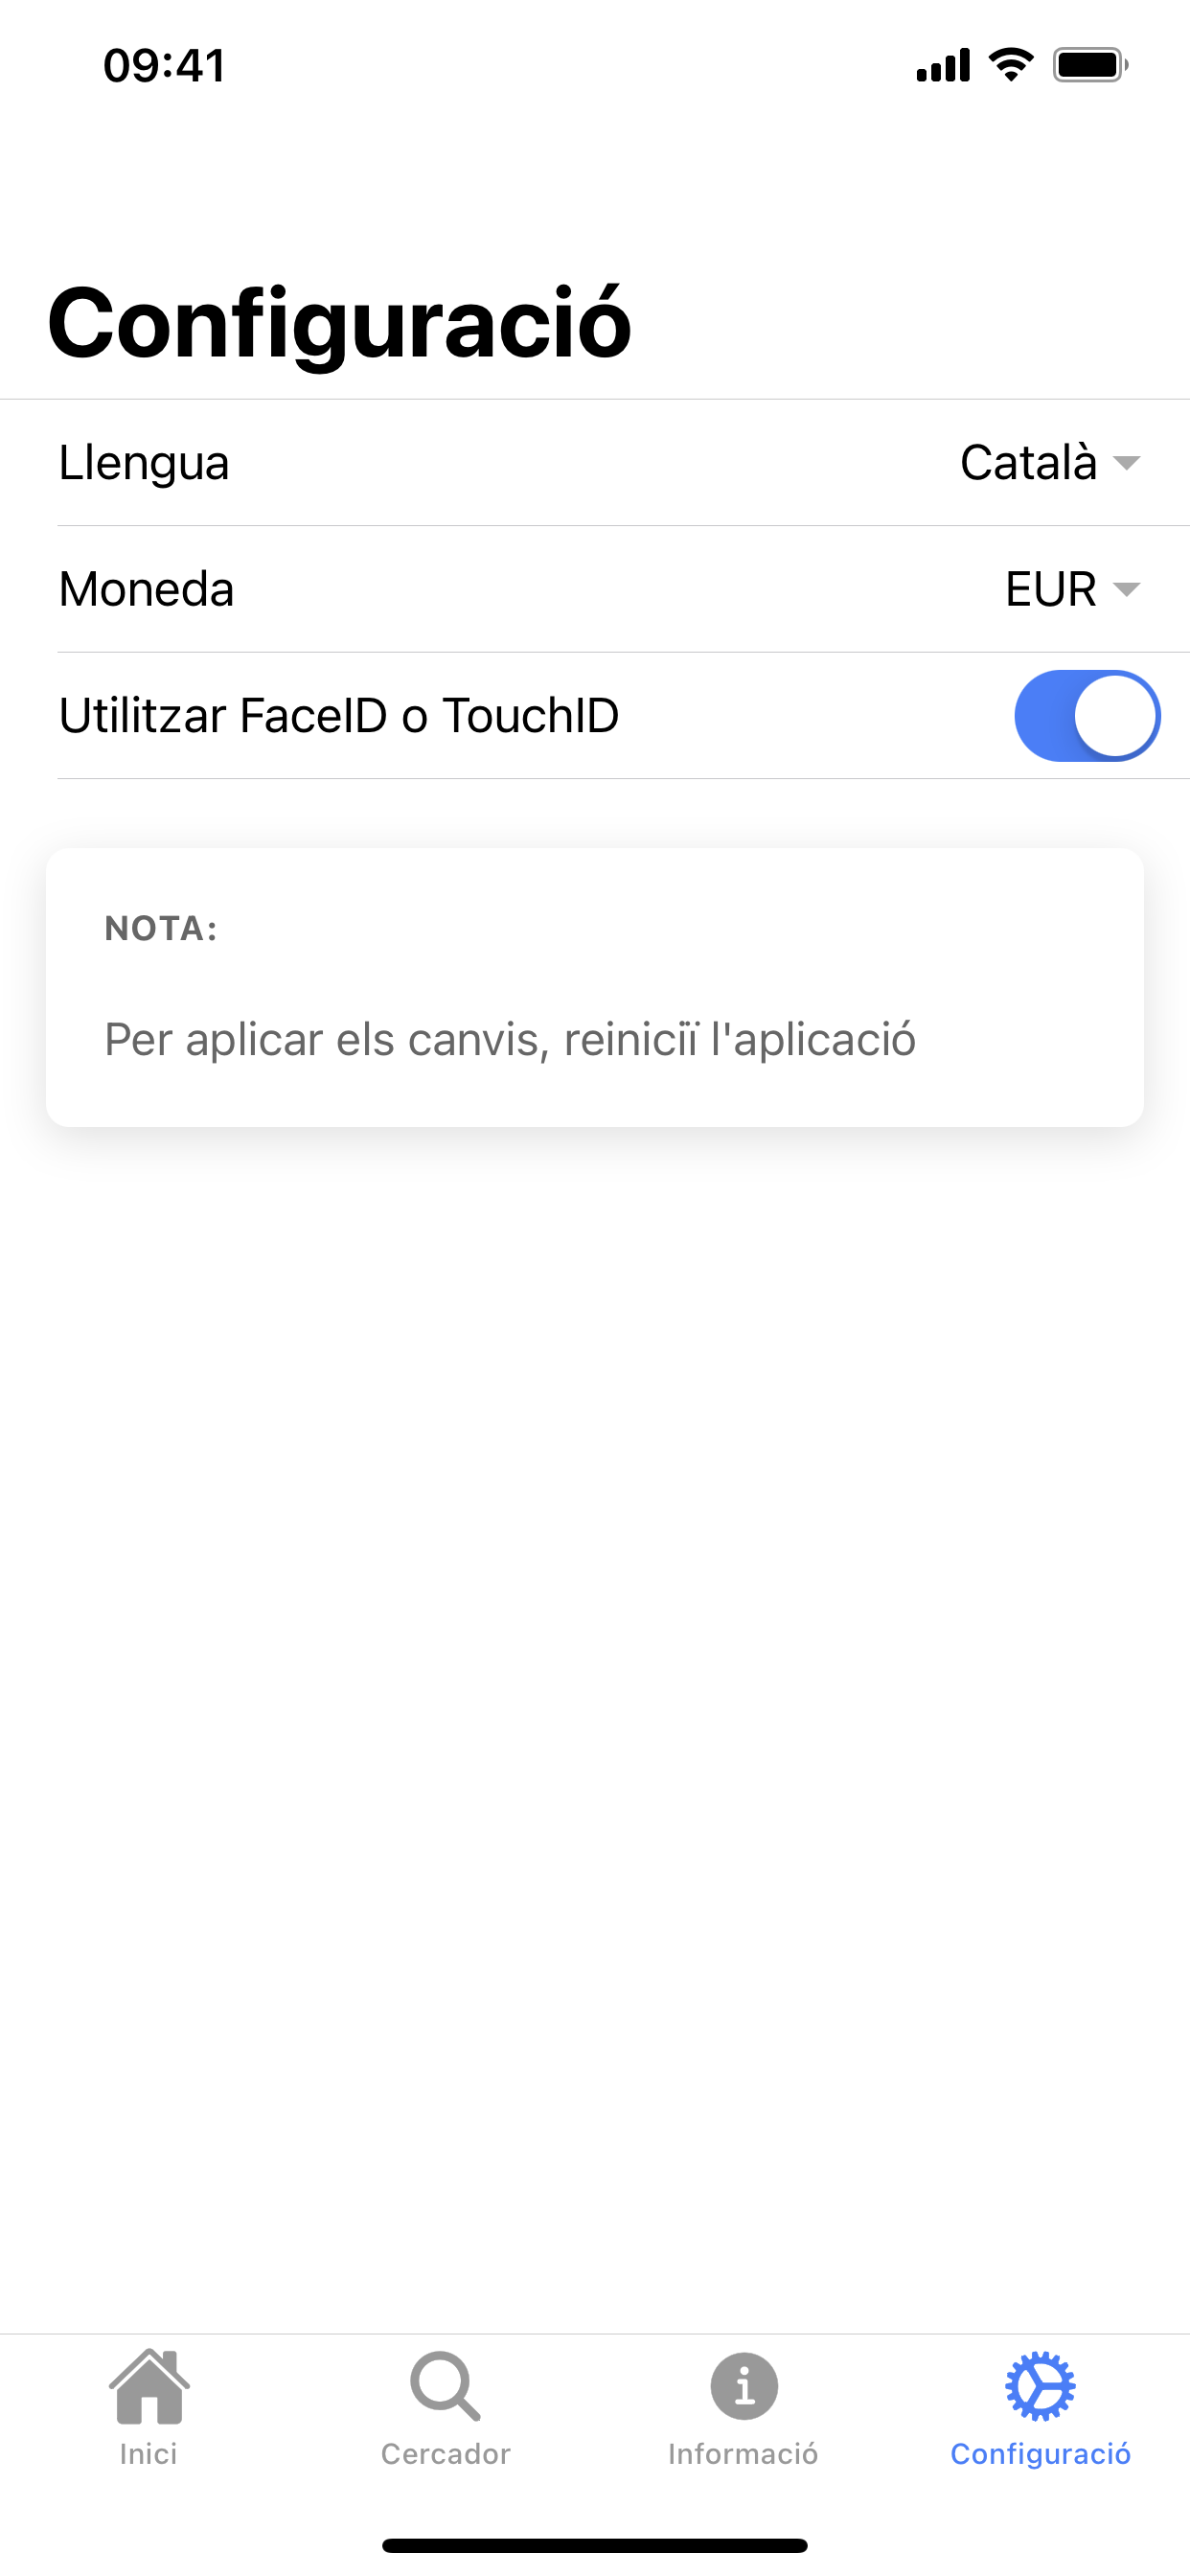 09:41
Configuració
Llengua Català
Moneda EUR
Utilitzar FaceID o TouchID
NOTA:
Per aplicar els canvis, reiniciï l'aplicació
Inici Cercador Informació Configuració